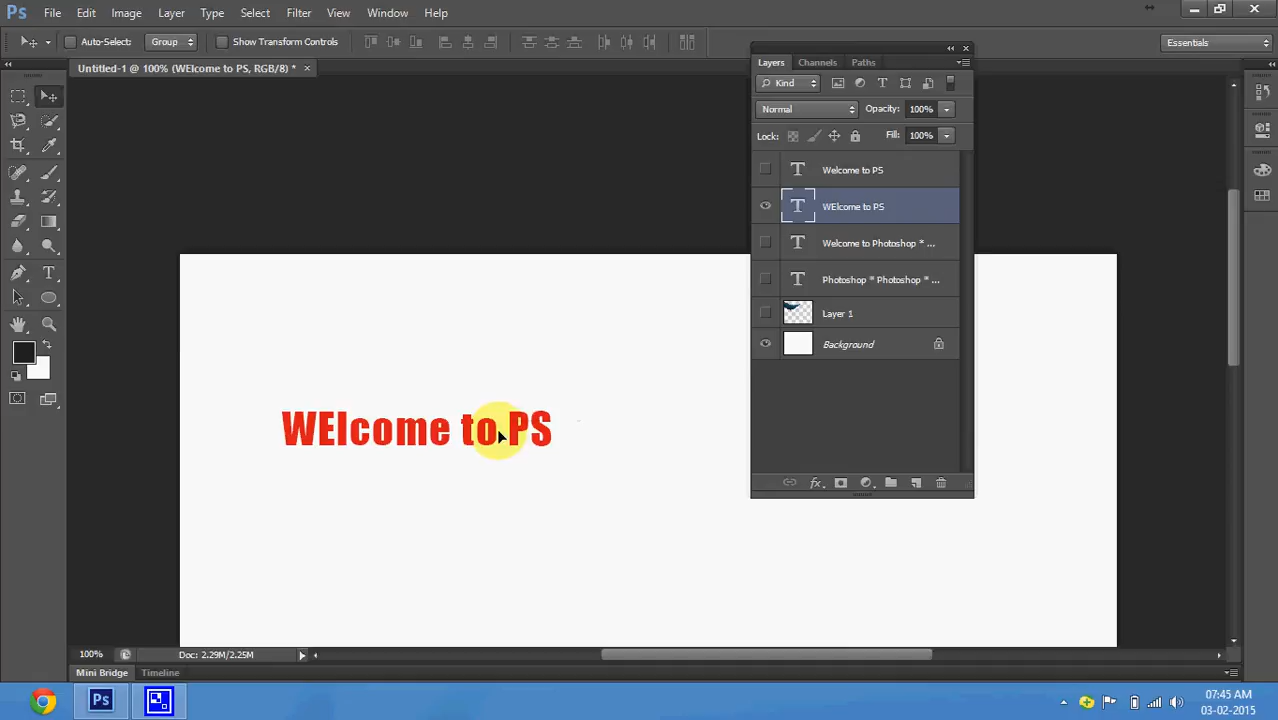 Ps File Edit Image Layer Type Select Filter View Window Help
Auto-Select: Group Show Transform Controls Essentials
Untitled-1 @ 100% (WElcome to PS, RGB/8) * ×
Layers Channels Paths
Kind T
Normal Opacity: 100%
Lock: Fill: 100%
T Welcome to PS
T WElcome to PS
T Welcome to Photoshop * ...
T Photoshop * Photoshop * ...
Layer 1
Background
WElcome to PS
fx
100% Doc: 2.29M/2.25M
Mini Bridge Timeline
Ps
07:45 AM
03-02-2015